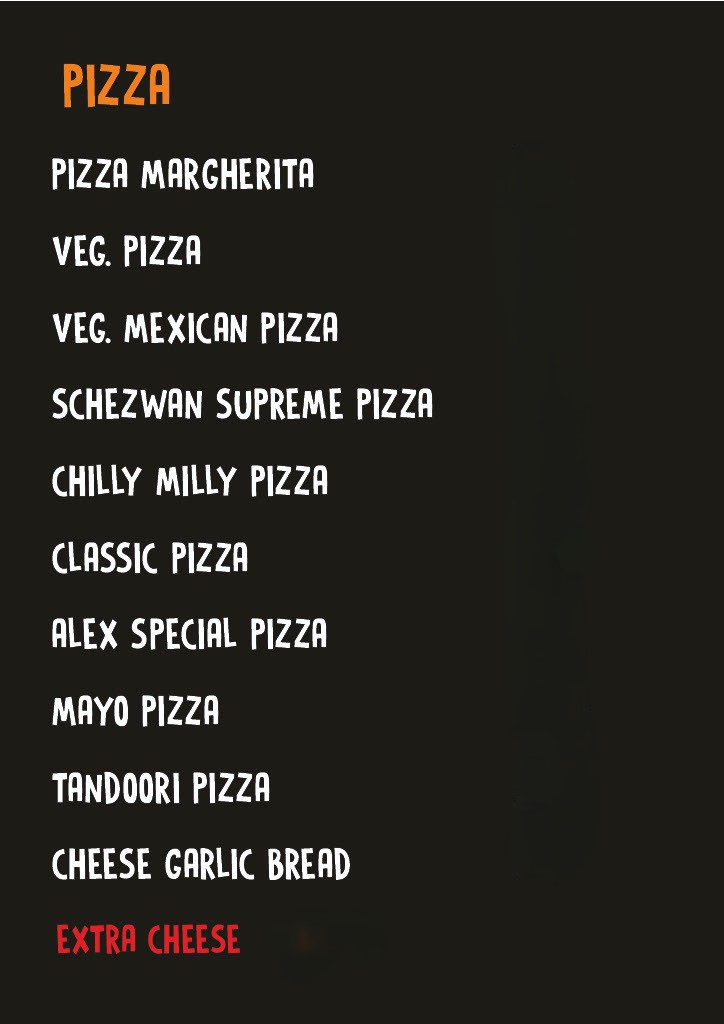 PIZZA
PIZZA MARGHERITA
VEG. PIZZA
VEG. MEXICAN PIZZA
SCHEZWAN SUPREME PIZZA
CHILLY MILLY PIZZA
CLASSIC PIZZA
ALEX SPECIAL PIZZA
MAYO PIZZA
TANDOORI PIZZA
CHEESE GARLIC BREAD
EXTRA CHEESE